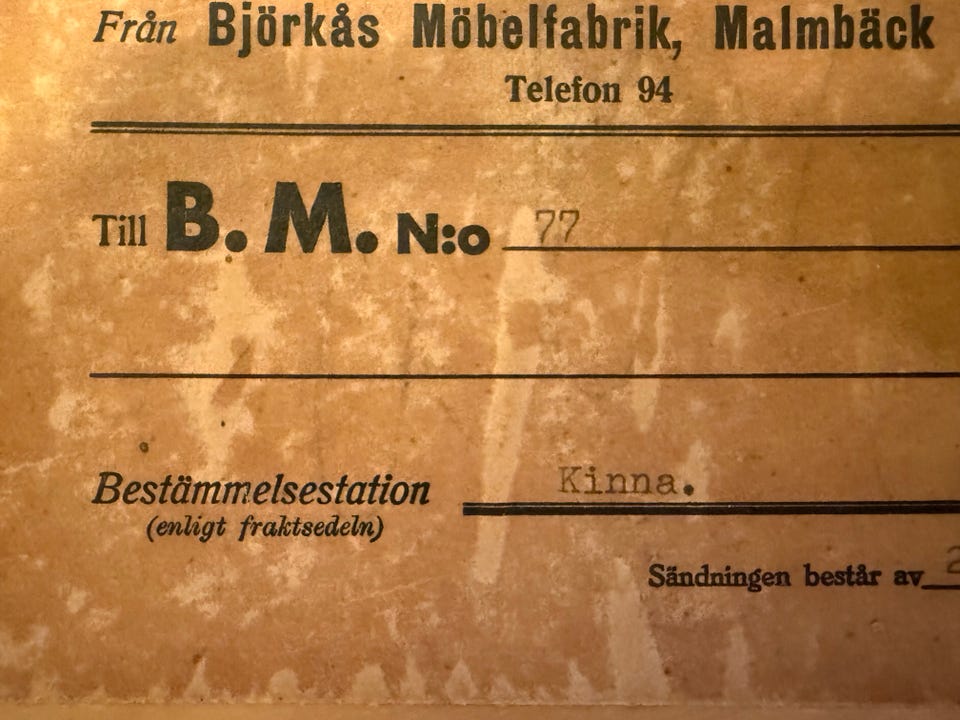 Från Björkås Möbelfabrik, Malmbäck
Telefon 94
Till B. M. N:o 77
Bestämmelsestation Kinna.
(enligt fraktsedeln)
Sändningen består av